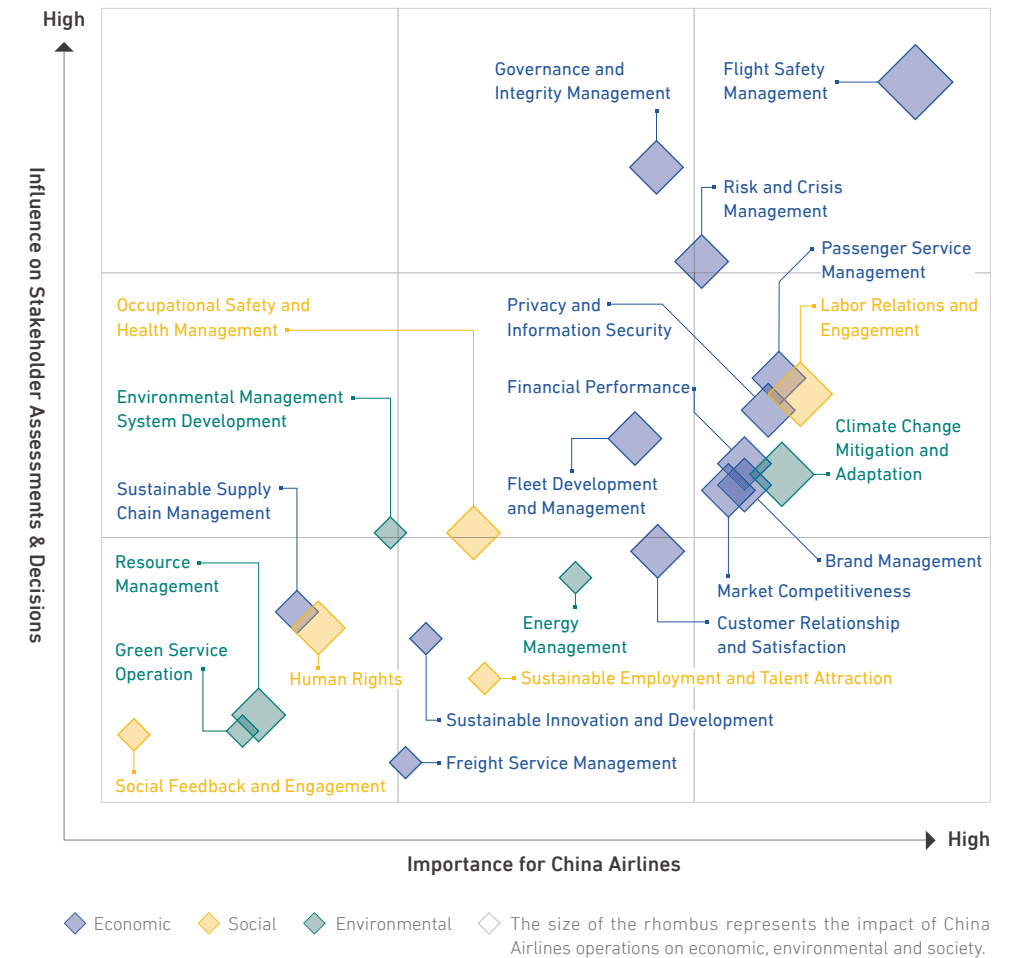 High
Governance and
Integrity Management
Flight Safety
Management
Risk and Crisis
Management
Passenger Service
Management
Occupational Safety and
Health Management
Privacy and
Information Security
Labor Relations and
Engagement
Financial Performance
Environmental Management
System Development
Climate Change
Mitigation and
Adaptation
Fleet Development
and Management
Sustainable Supply
Chain Management
Resource
Management
Brand Management
Market Competitiveness
Energy
Management
Customer Relationship
and Satisfaction
Green Service
Operation
Human Rights
Sustainable Employment and Talent Attraction
Sustainable Innovation and Development
Freight Service Management
Social Feedback and Engagement
Influence on Stakeholder Assessments & Decisions
High
Importance for China Airlines
Economic
Social
Environmental
The size of the rhombus represents the impact of China
Airlines operations on economic, environmental and society.